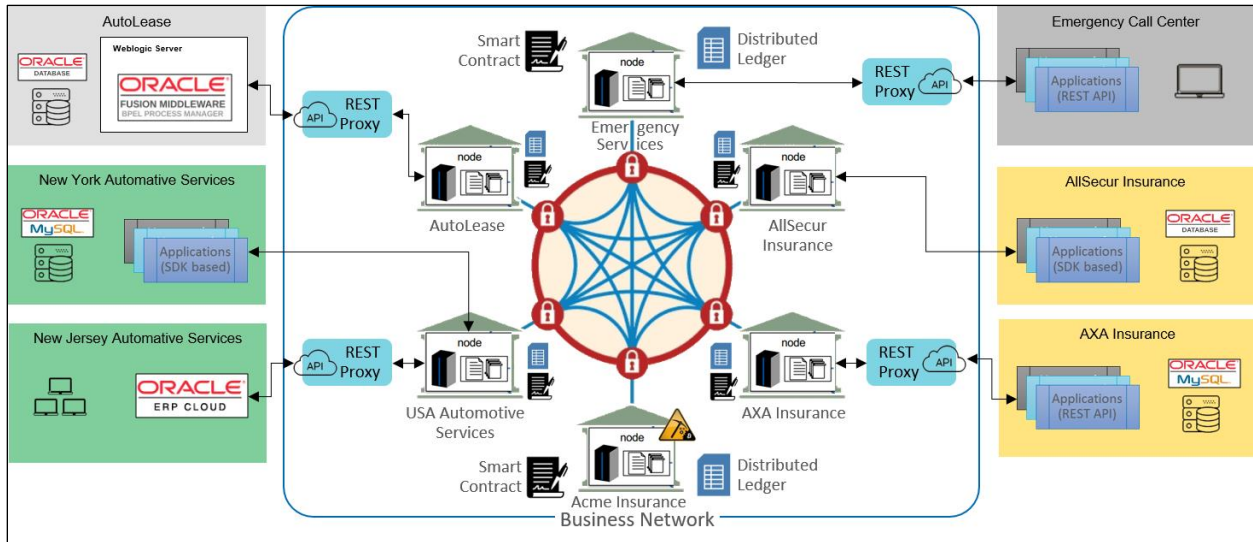 AutoLease
Weblogic Server
ORACLE
DATABASE
ORACLE
FUSION MIDDLEWARE
BPEL PROCESS MANAGER
API
REST
Proxy
Smart
Contract
node
Distributed
Ledger
Emergency
Services
REST
Proxy
API
Emergency Call Center
Applications
(REST API)
node
AutoLease
node
AllSecur
Insurance
New York Automative Services
ORACLE
MySQL
Applications
(SDK based)
AllSecur Insurance
Applications
(SDK based)
ORACLE
DATABASE
New Jersey Automative Services
ORACLE
ERP CLOUD
API
REST
Proxy
node
USA Automotive
Services
node
AXA Insurance
REST
Proxy
API
AXA Insurance
Applications
(REST API)
ORACLE
MySQL
Smart
Contract
node
Acme Insurance
Distributed
Ledger
Business Network